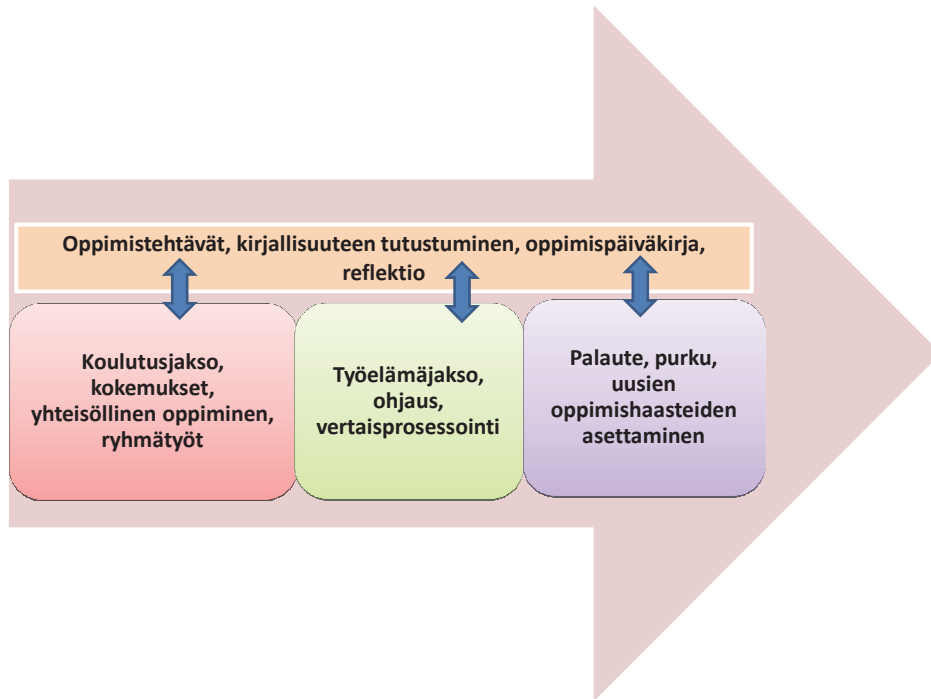 Oppimistehtävät, kirjallisuuteen tutustuminen, oppimispäiväkirja,
reflektio
Koulutusjakso,
kokemukset,
yhteisöllinen oppiminen,
ryhmätyöt
Työelämäjakso,
ohjaus,
vertaisprosessointi
Palaute, purku,
uusien
oppimishaasteiden
asettaminen